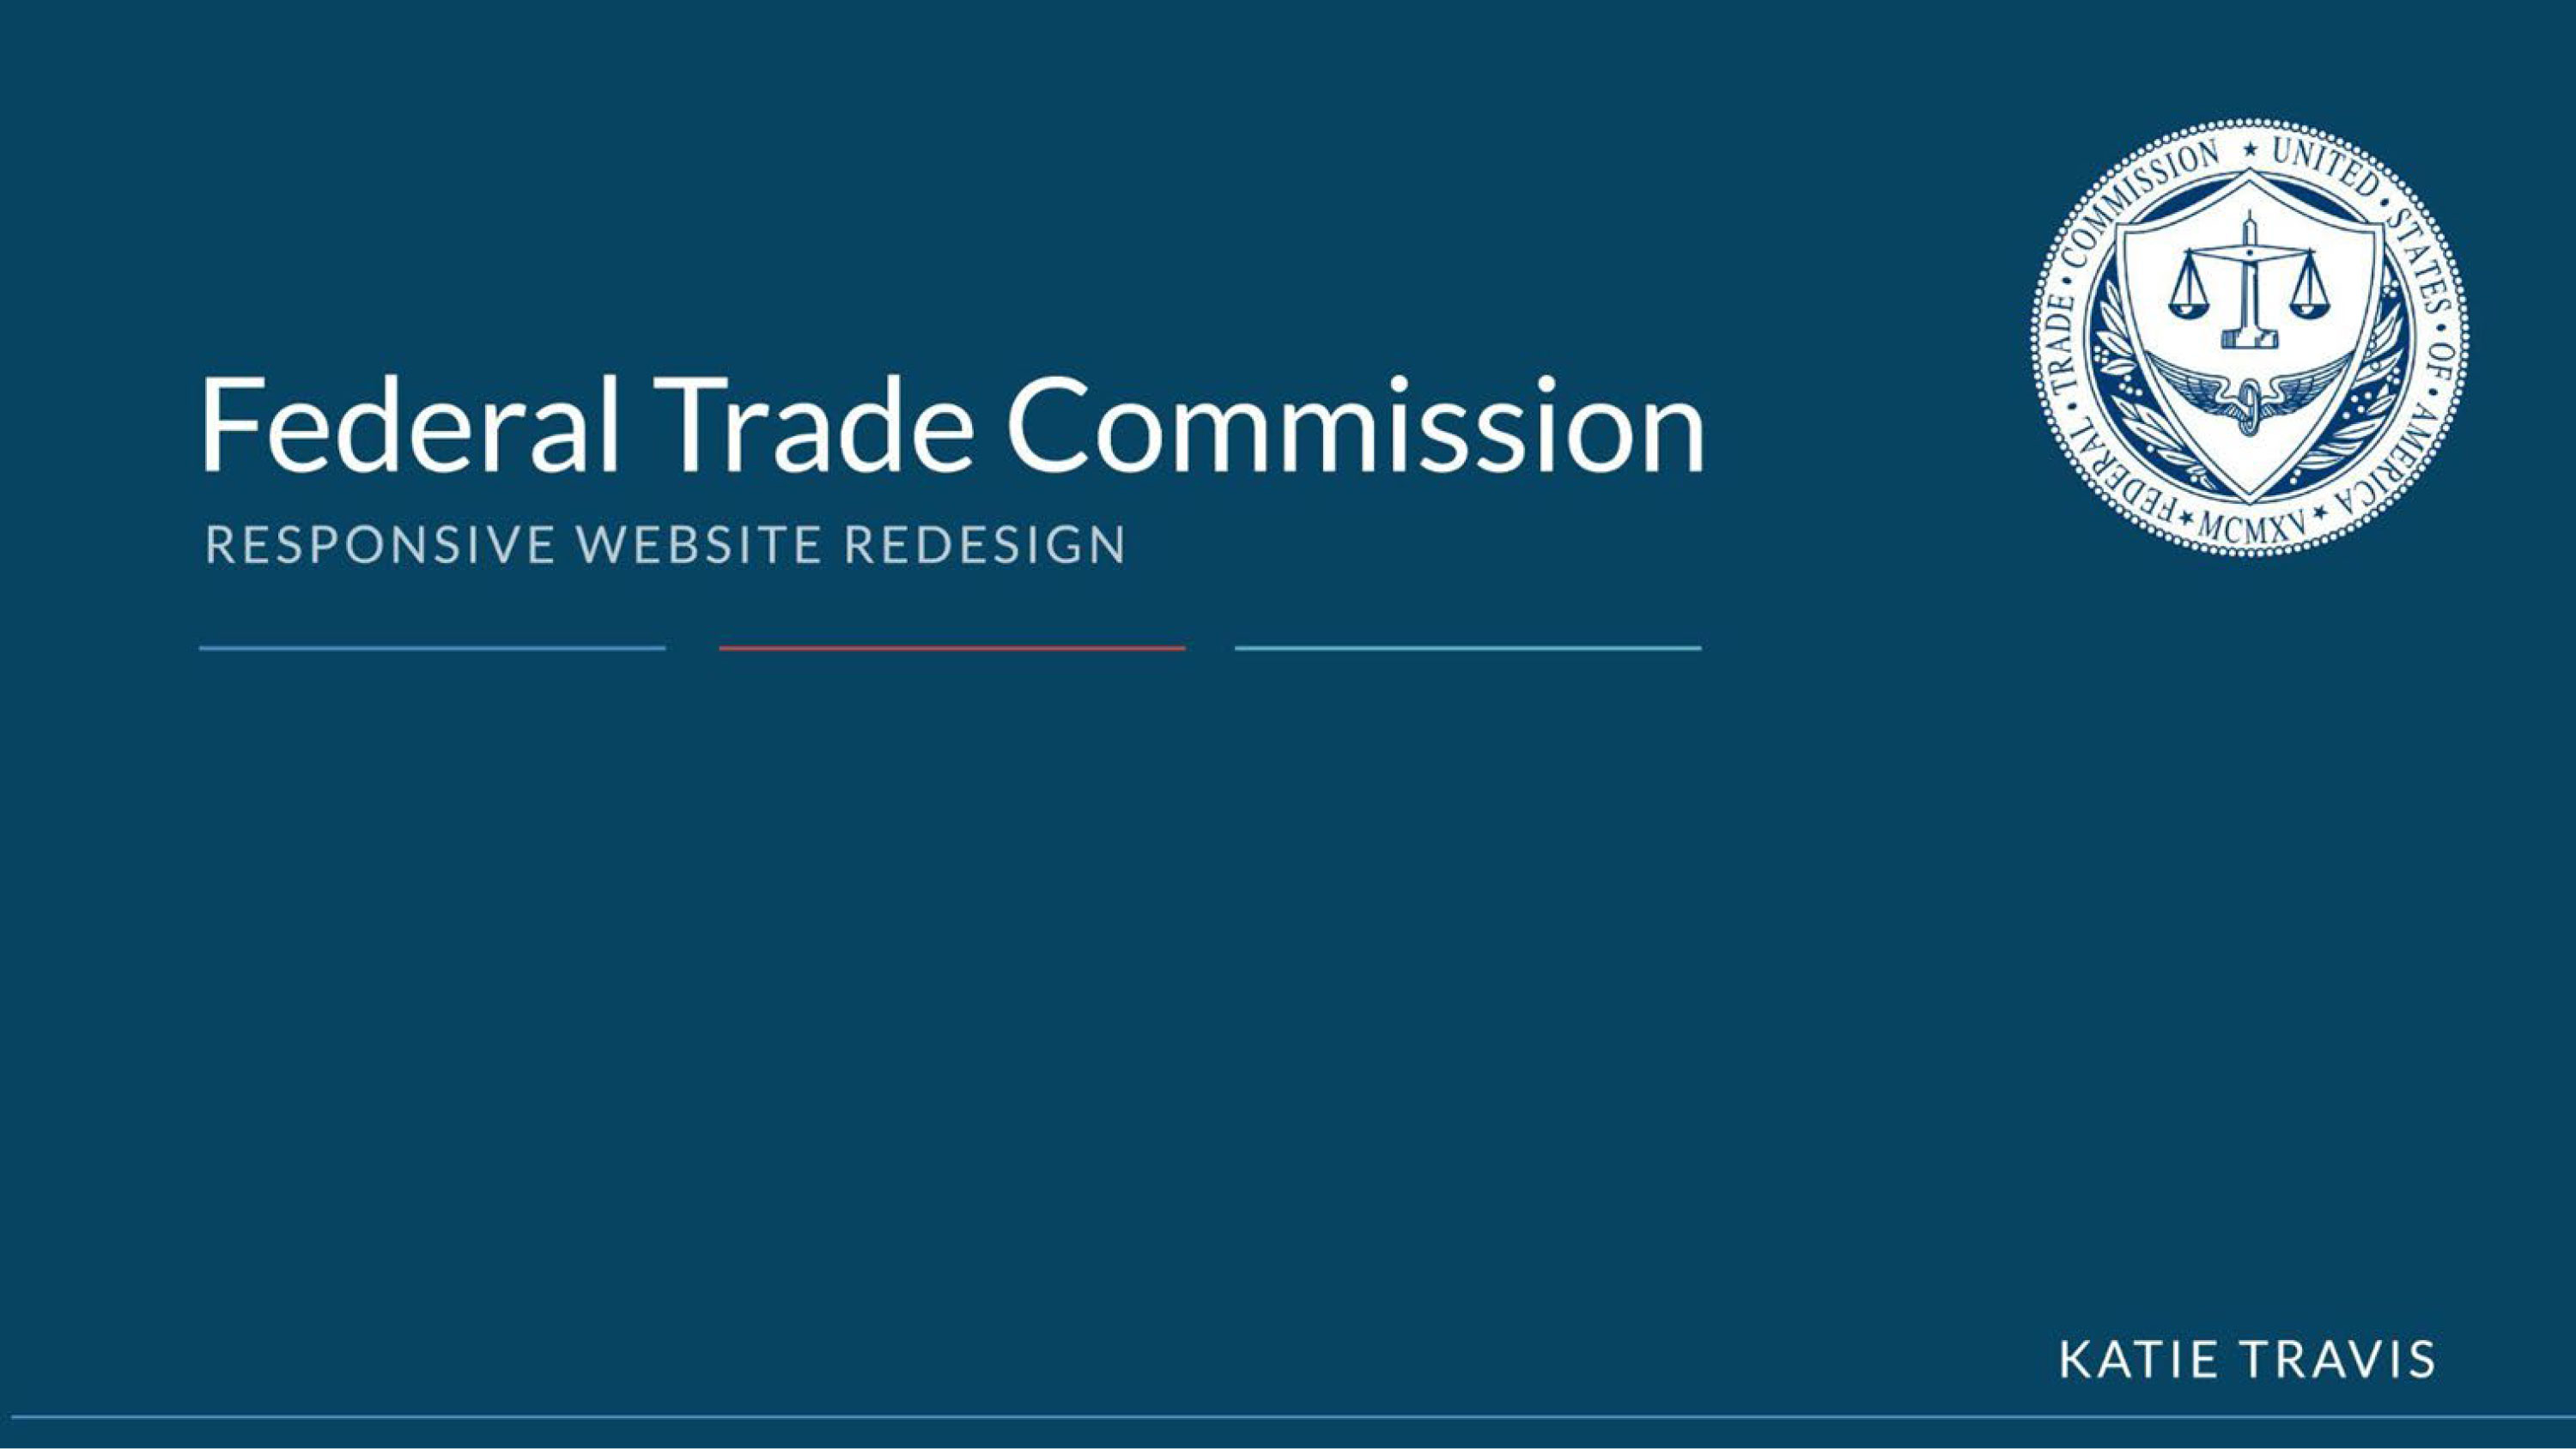 FEDERAL · TRADE · COMMISSION ★ UNITED · STATES · OF · AMERICA
★ MCMXV ★
Federal Trade Commission
RESPONSIVE WEBSITE REDESIGN
KATIE TRAVIS